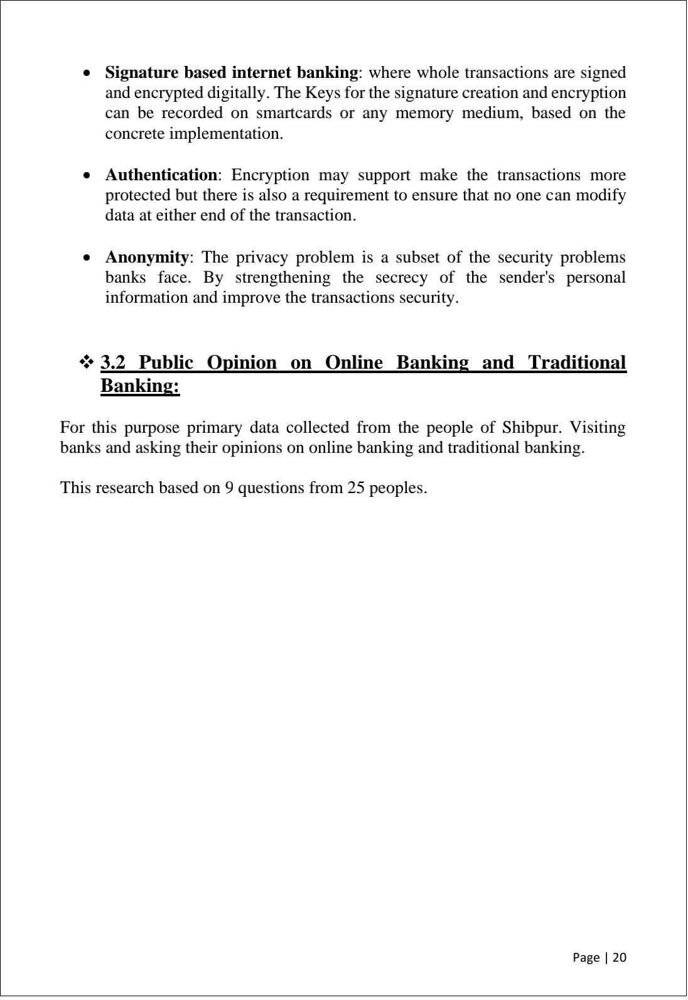 • Signature based internet banking: where whole transactions are signed
and encrypted digitally. The Keys for the signature creation and encryption
can be recorded on smartcards or any memory medium, based on the
concrete implementation.
• Authentication: Encryption may support make the transactions more
protected but there is also a requirement to ensure that no one can modify
data at either end of the transaction.
• Anonymity: The privacy problem is a subset of the security problems
banks face. By strengthening the secrecy of the sender's personal
information and improve the transactions security.
❖ 3.2 Public Opinion on Online Banking and Traditional
Banking:
For this purpose primary data collected from the people of Shibpur. Visiting
banks and asking their opinions on online banking and traditional banking.
This research based on 9 questions from 25 peoples.
Page | 20